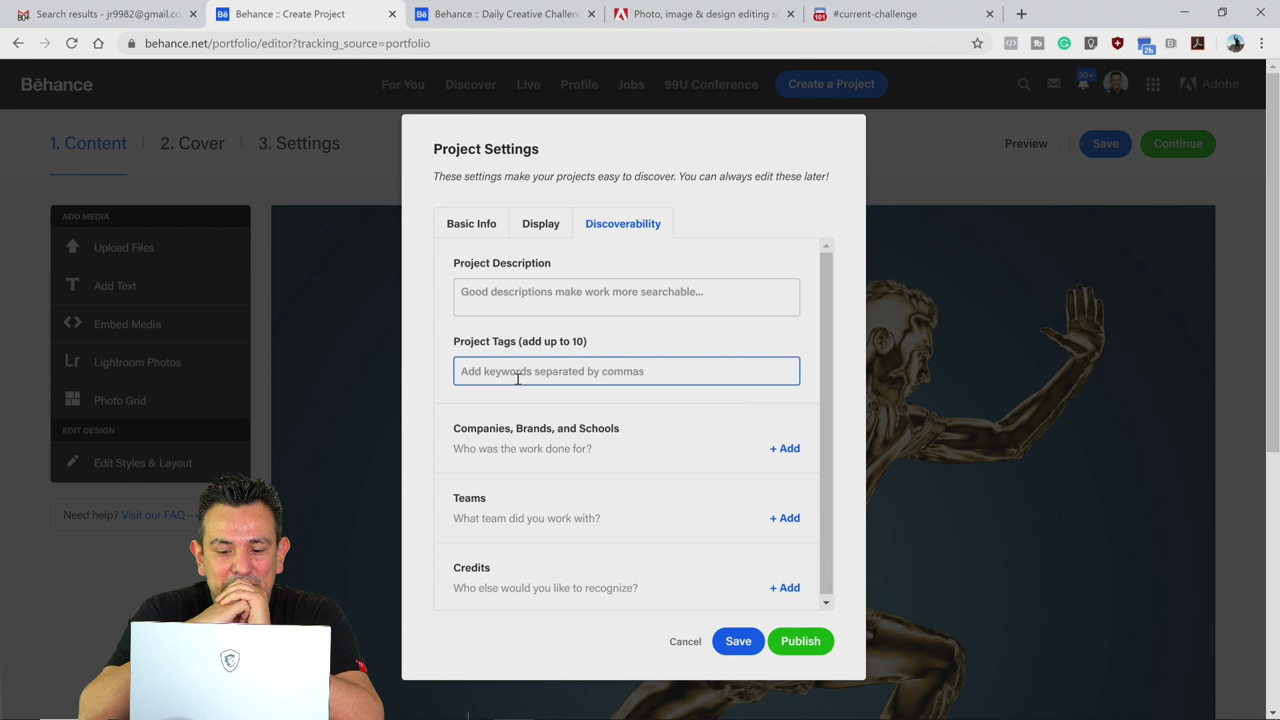 Search results - jr9982@gmail.co
Behance :: Create Project
Behance :: Daily Creative Challen
Photo, image & design editing so
#current-challenge
behance.net/portfolio/editor?tracking_source=portfolio
2h
Bēhance
For You
Discover
Live
Profile
Jobs
99U Conference
Create a Project
99+
Adobe
1. Content
2. Cover
3. Settings
Preview
Save
Continue
ADD MEDIA
Upload Files
Add Text
Embed Media
Lr Lightroom Photos
Photo Grid
EDIT DESIGN
Edit Styles & Layout
Need help? Visit our FAQ →
Project Settings
These settings make your projects easy to discover. You can always edit these later!
Basic Info
Display
Discoverability
Project Description
Good descriptions make work more searchable...
Project Tags (add up to 10)
Add keywords separated by commas
Companies, Brands, and Schools
Who was the work done for?
+ Add
Teams
What team did you work with?
+ Add
Credits
Who else would you like to recognize?
+ Add
Cancel
Save
Publish